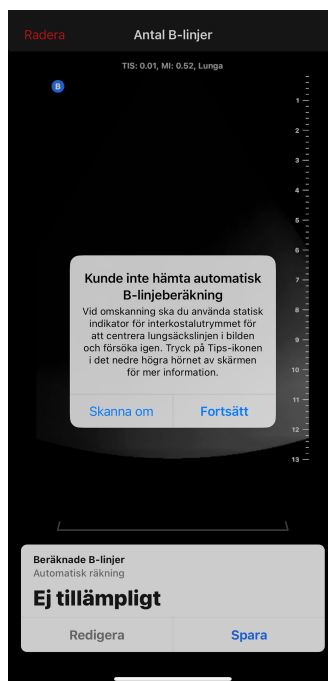 Radera
Antal B-linjer
TIS: 0.01, MI: 0.52, Lunga
B
1
2
3
4
5
6
7
8
9
10
11
12
13
Kunde inte hämta automatisk
B-linjeberäkning
Vid omskanning ska du använda statisk
indikator för interkostalutrymmet för
att centrera lungsäckslinjen i bilden
och försöka igen. Tryck på Tips-ikonen
i det nedre högra hörnet av skärmen
för mer information.
Skanna om
Fortsätt
Beräknade B-linjer
Automatisk räkning
Ej tillämpligt
Redigera
Spara